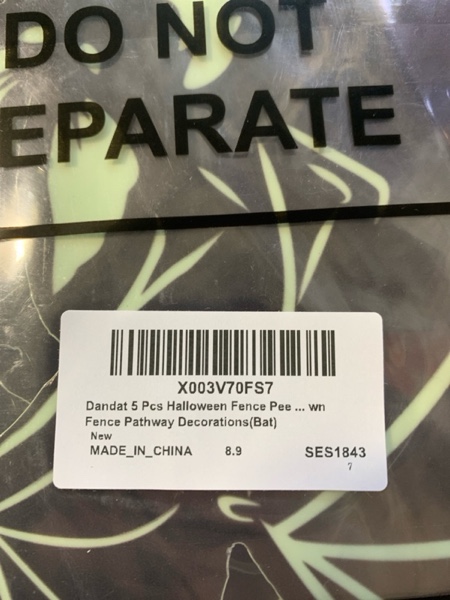 DO NOT
EPARATE
X003V70FS7
Dandat 5 Pcs Halloween Fence Pee ... wn
Fence Pathway Decorations(Bat)
New
MADE_IN_CHINA 8.9 SES1843
7